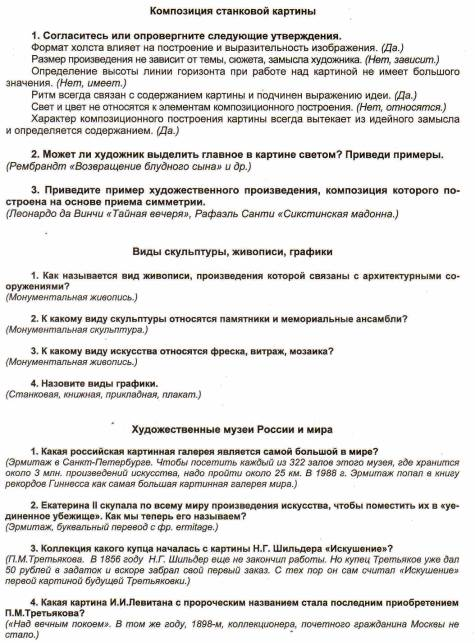 Композиция станковой картины
1. Согласитесь или опровергните следующие утверждения.
Формат холста влияет на построение и выразительность изображения. (Да.)
Размер произведения не зависит от темы, сюжета, замысла художника. (Нет, зависит.)
Определение высоты линии горизонта при работе над картиной не имеет большого
значения. (Нет, имеет.)
Ритм всегда связан с содержанием картины и подчинен выражению идеи. (Да.)
Свет и цвет не относятся к элементам композиционного построения. (Нет, относятся.)
Характер композиционного построения картины всегда вытекает из идейного замысла
и определяется содержанием. (Да.)
2. Может ли художник выделить главное в картине светом? Приведи примеры.
(Рембрандт «Возвращение блудного сына» и др.)
3. Приведите пример художественного произведения, композиция которого по-
строена на основе приема симметрии.
(Леонардо да Винчи «Тайная вечеря», Рафаэль Санти «Сикстинская мадонна.)
Виды скульптуры, живописи, графики
1. Как называется вид живописи, произведения которой связаны с архитектурными со-
оружениями?
(Монументальная живопись.)
2. К какому виду скульптуры относятся памятники и мемориальные ансамбли?
(Монументальная скульптура.)
3. К какому виду искусства относятся фреска, витраж, мозаика?
(Монументальная живопись.)
4. Назовите виды графики.
(Станковая, книжная, прикладная, плакат.)
Художественные музеи России и мира
1. Какая российская картинная галерея является самой большой в мире?
(Эрмитаж в Санкт-Петербурге. Чтобы посетить каждый из 322 залов этого музея, где хранится
около 3 млн. произведений искусства, надо пройти около 25 км. В 1988 г. Эрмитаж попал в книгу
рекордов Гиннесса как самая большая картинная галерея мира.)
2. Екатерина II скупала по всему миру произведения искусства, чтобы поместить их в «уе-
диненное убежище». Как мы теперь его называем?
(Эрмитаж, буквальный перевод с фр. ermitage.)
3. Коллекция какого купца началась с картины Н.Г. Шильдера «Искушение»?
(П.М.Третьякова. В 1856 году Н.Г. Шильдер еще не закончил работы. Но купец Третьяков уже дал
50 рублей в задаток и вскоре забрал свой первый заказ. С тех пор он сам считал «Искушение»
первой картиной будущей Третьяковки.)
4. Какая картина И.И.Левитана с пророческим названием стала последним приобретением
П.М.Третьякова?
(«Над вечным покоем». В том же году, 1898-м, коллекционера, почетного гражданина Москвы не
стало.)